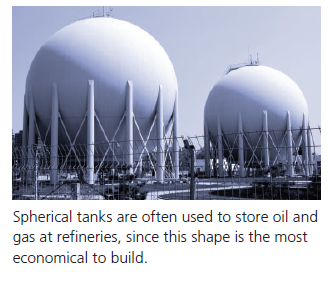 Spherical tanks are often used to store oil and
gas at refineries, since this shape is the most
economical to build.